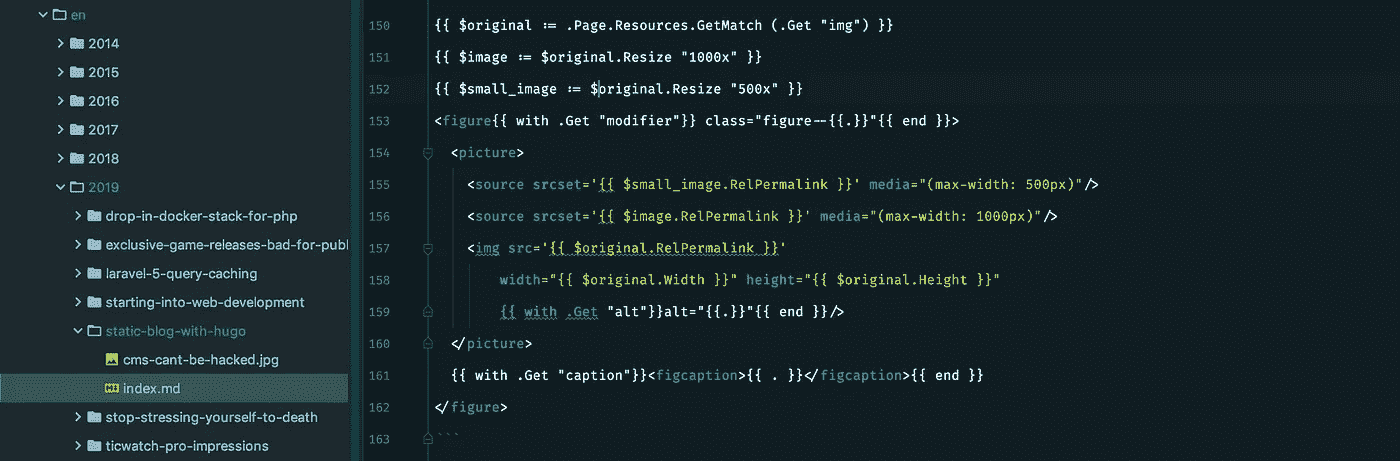 en
2014
2015
2016
2017
2018
2019
drop-in-docker-stack-for-php
exclusive-game-releases-bad-for-publ
laravel-5-query-caching
starting-into-web-development
static-blog-with-hugo
cms-cant-be-hacked.jpg
index.md
stop-stressing-yourself-to-death
ticwatch-pro-impressions
150 {{ $original := .Page.Resources.GetMatch (.Get "img") }}
151 {{ $image := $original.Resize "1000x" }}
152 {{ $small_image := $original.Resize "500x" }}
153 <figure{{ with .Get "modifier"}} class="figure--{{.}}"{{ end }}>
154 <picture>
155 <source srcset='{{ $small_image.RelPermalink }}' media="(max-width: 500px)"/>
156 <source srcset='{{ $image.RelPermalink }}' media="(max-width: 1000px)"/>
157 <img src='{{ $original.RelPermalink }}'
158 width="{{ $original.Width }}" height="{{ $original.Height }}"
159 {{ with .Get "alt"}}alt="{{.}}"{{ end }}/>
160 </picture>
161 {{ with .Get "caption"}}<figcaption>{{ . }}</figcaption>{{ end }}
162 </figure>
163 ```